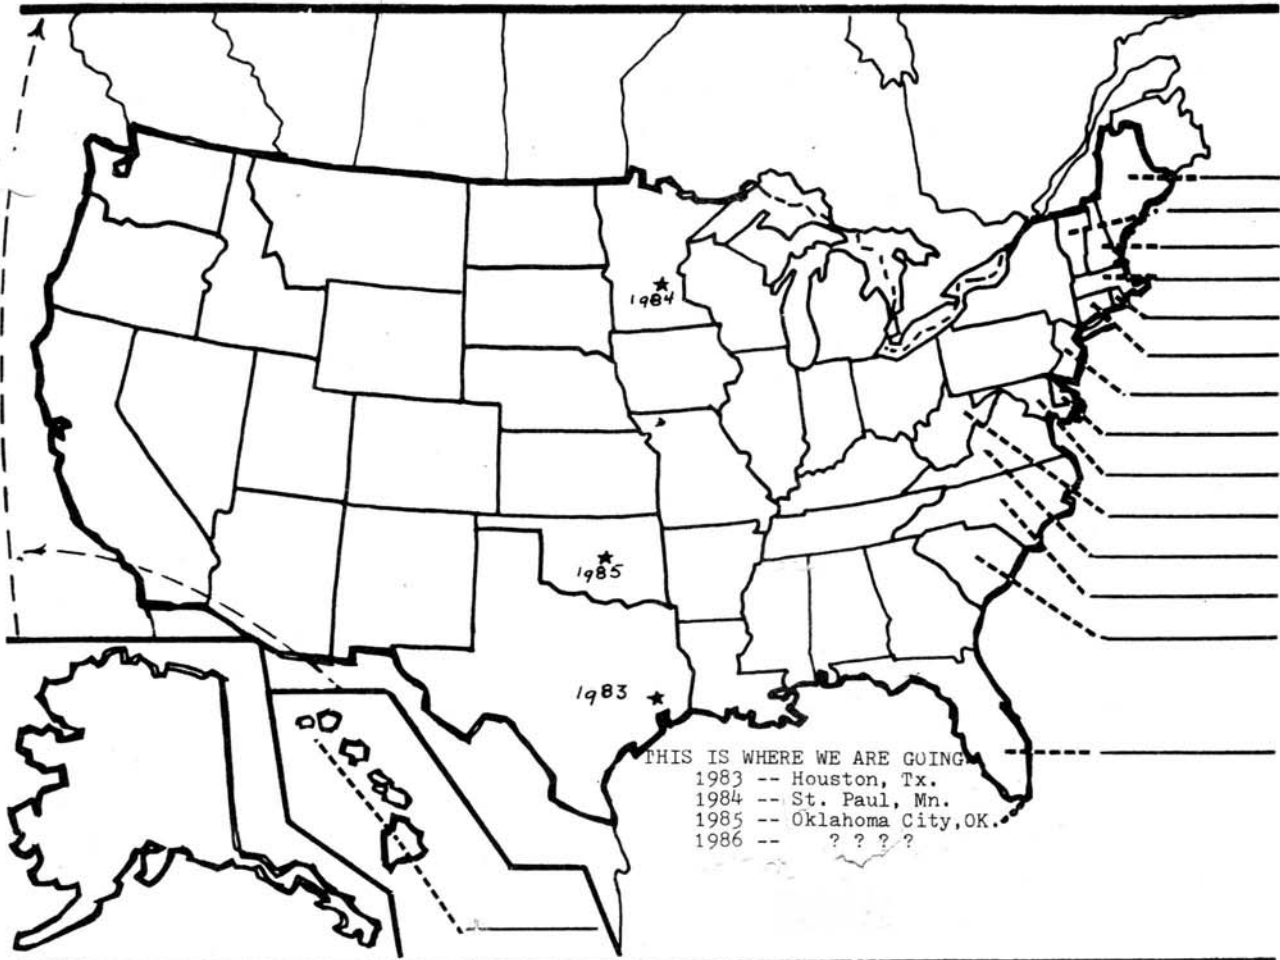 1984
1985
1983
THIS IS WHERE WE ARE GOING
1983 -- Houston, Tx.
1984 -- St. Paul, Mn.
1985 -- Oklahoma City,OK.
1986 -- ? ? ? ?